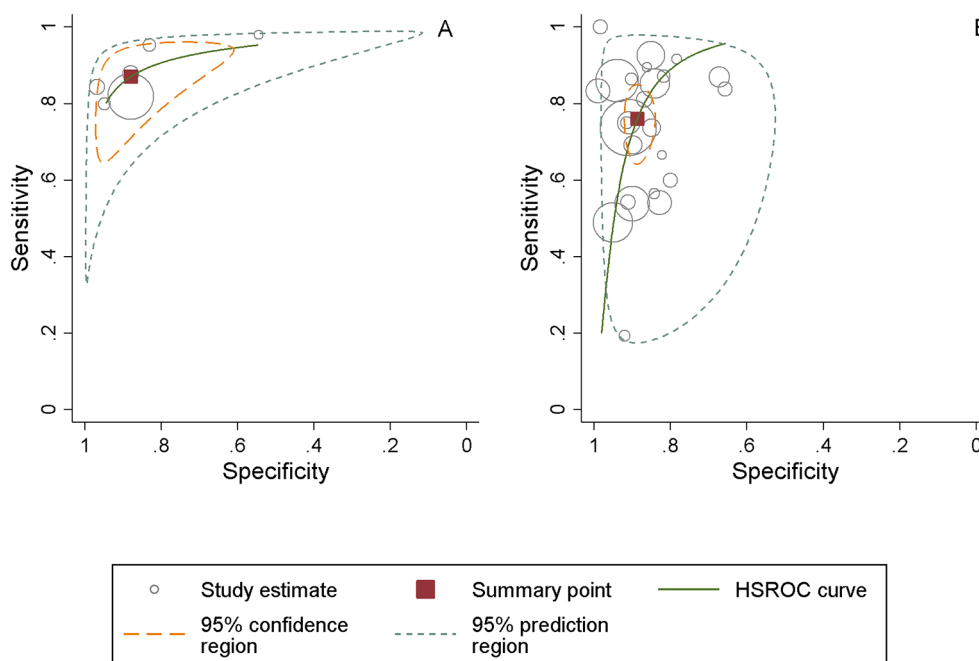 A
B
1
.8
.6
.4
.2
0
Sensitivity
1
.8
.6
.4
.2
0
Specificity
1
.8
.6
.4
.2
0
Sensitivity
1
.8
.6
.4
.2
0
Specificity
Study estimate
Summary point
HSROC curve
95% confidence
region
95% prediction
region